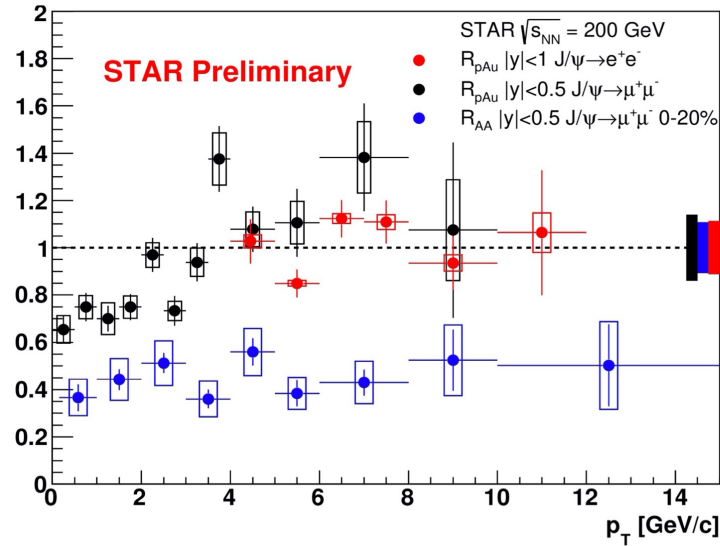 2
1.8
1.6
1.4
1.2
1
0.8
0.6
0.4
0.2
0
STAR Preliminary
STAR √s_NN = 200 GeV
R_pAu |y|<1 J/ψ→e⁺e⁻
R_pAu |y|<0.5 J/ψ→μ⁺μ⁻
R_AA |y|<0.5 J/ψ→μ⁺μ⁻ 0-20%
0 2 4 6 8 10 12 14
p_T [GeV/c]